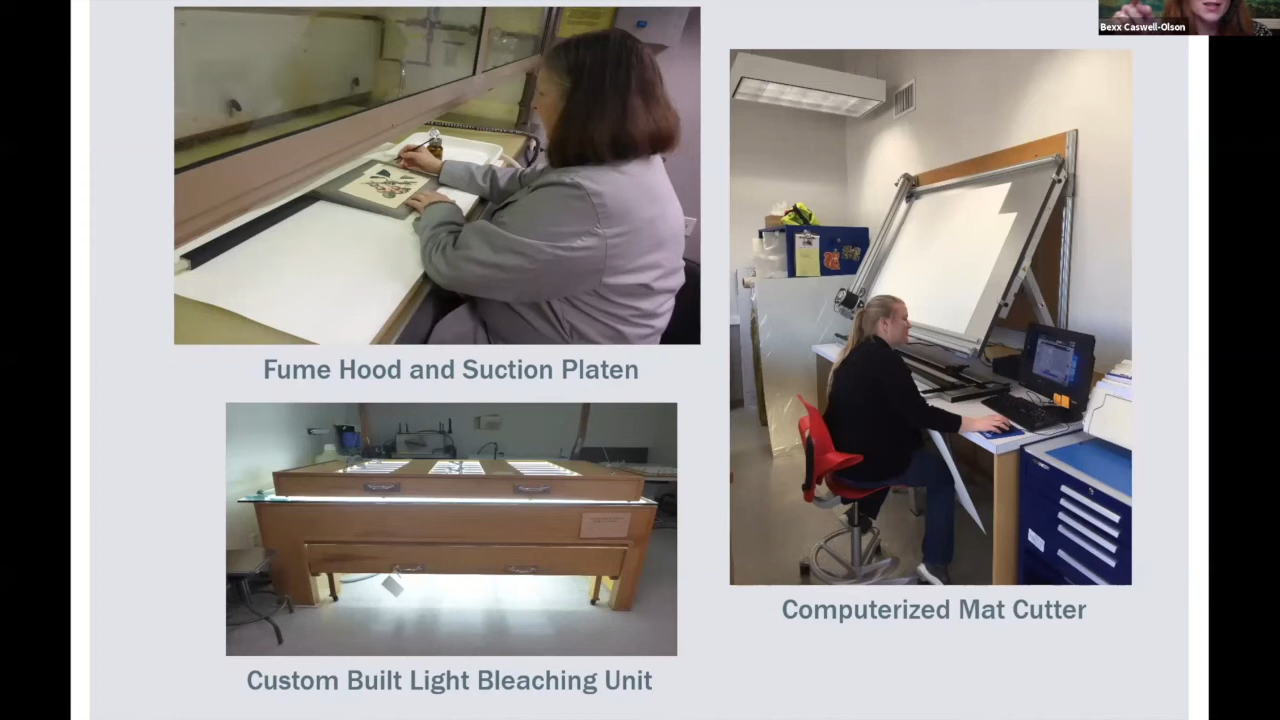 Bexx Caswell-Olson
Fume Hood and Suction Platen
Computerized Mat Cutter
Custom Built Light Bleaching Unit